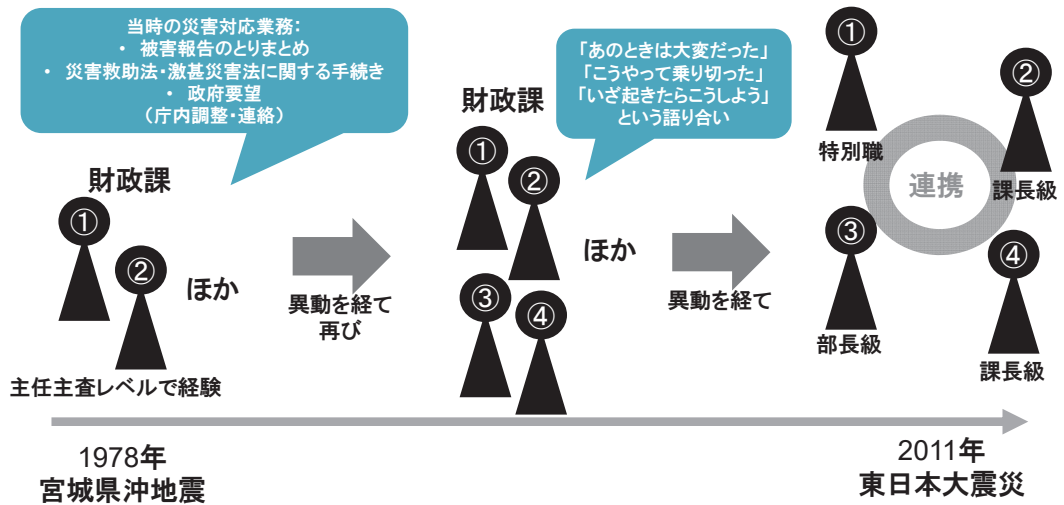 当時の災害対応業務:
• 被害報告のとりまとめ
• 災害救助法・激甚災害法に関する手続き
• 政府要望
(庁内調整・連絡)
財政課
①
②
ほか
主任主査レベルで経験
異動を経て
再び
財政課
「あのときは大変だった」
「こうやって乗り切った」
「いざ起きたらこうしよう」
という語り合い
①
②
ほか
③
④
異動を経て
①
特別職
②
課長級
連携
③
部長級
④
課長級
1978年
宮城県沖地震
2011年
東日本大震災